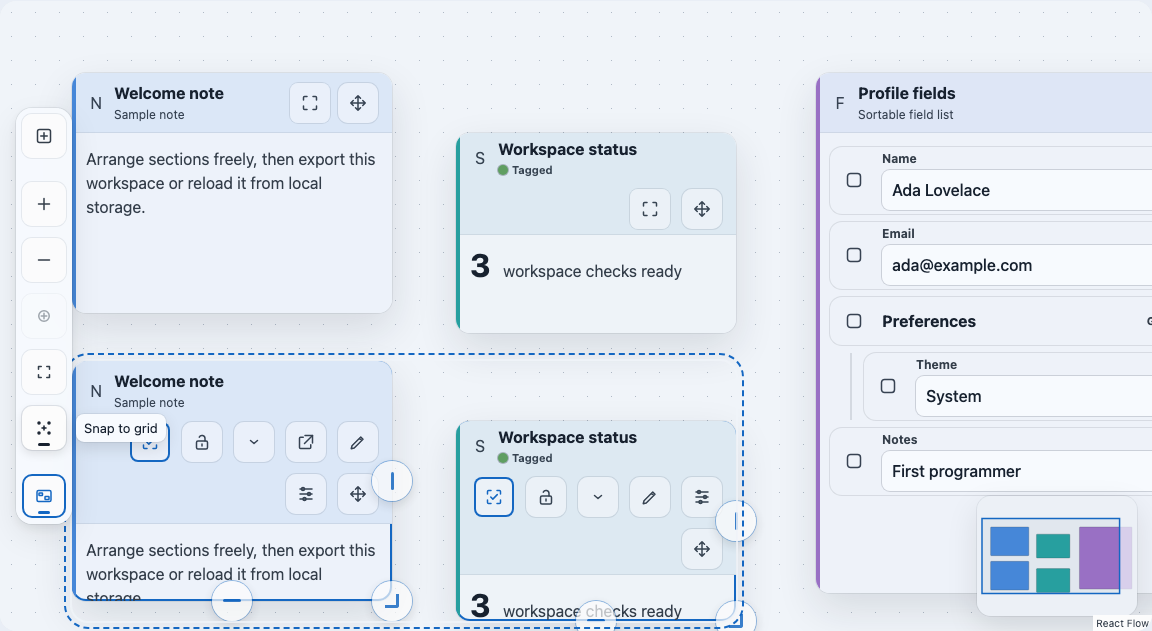 N
Welcome note
Sample note
Arrange sections freely, then export this
workspace or reload it from local
storage.
S
Workspace status
Tagged
3
workspace checks ready
F
Profile fields
Sortable field list
Name
Ada Lovelace
Email
ada@example.com
Preferences
Theme
System
Notes
First programmer
N
Welcome note
Sample note
Snap to grid
Arrange sections freely, then export this
workspace or reload it from local
storage.
S
Workspace status
Tagged
3
workspace checks ready
React Flow